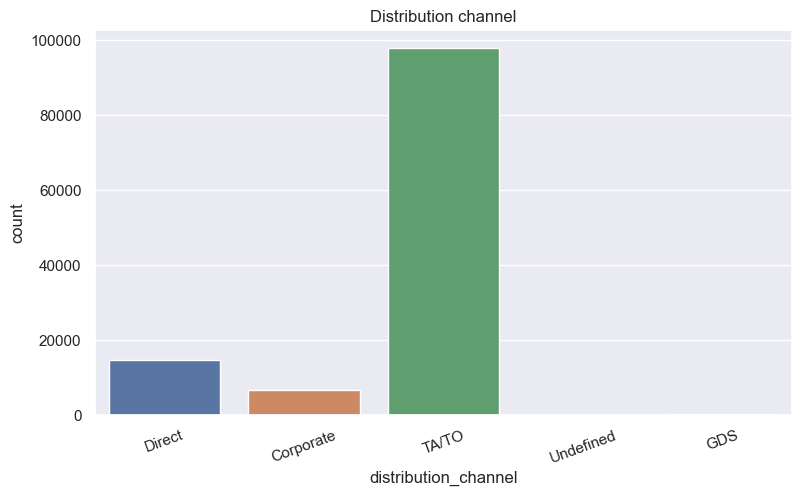 Distribution channel
100000
80000
60000
40000
20000
0
count
Direct
Corporate
TA/TO
Undefined
GDS
distribution_channel